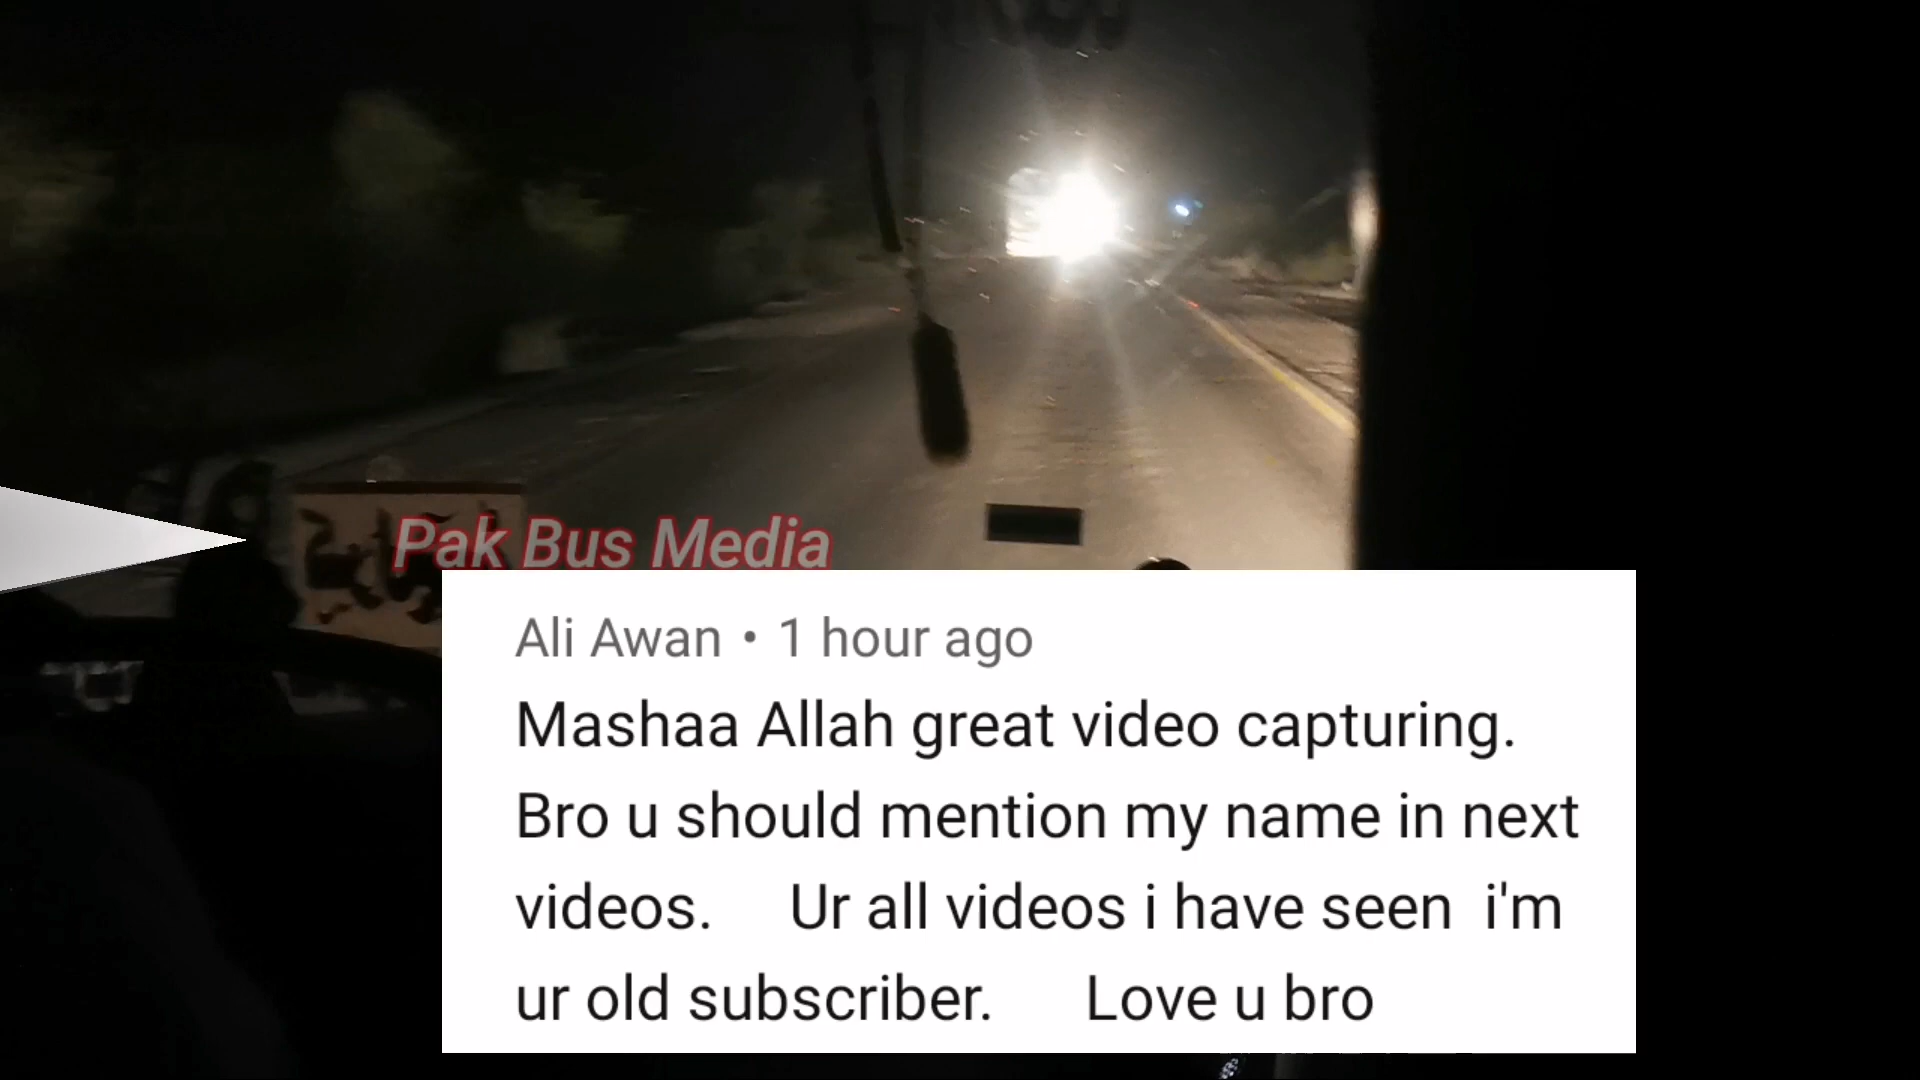 Pak Bus Media
Ali Awan • 1 hour ago
Mashaa Allah great video capturing.
Bro u should mention my name in next
videos. Ur all videos i have seen i'm
ur old subscriber. Love u bro